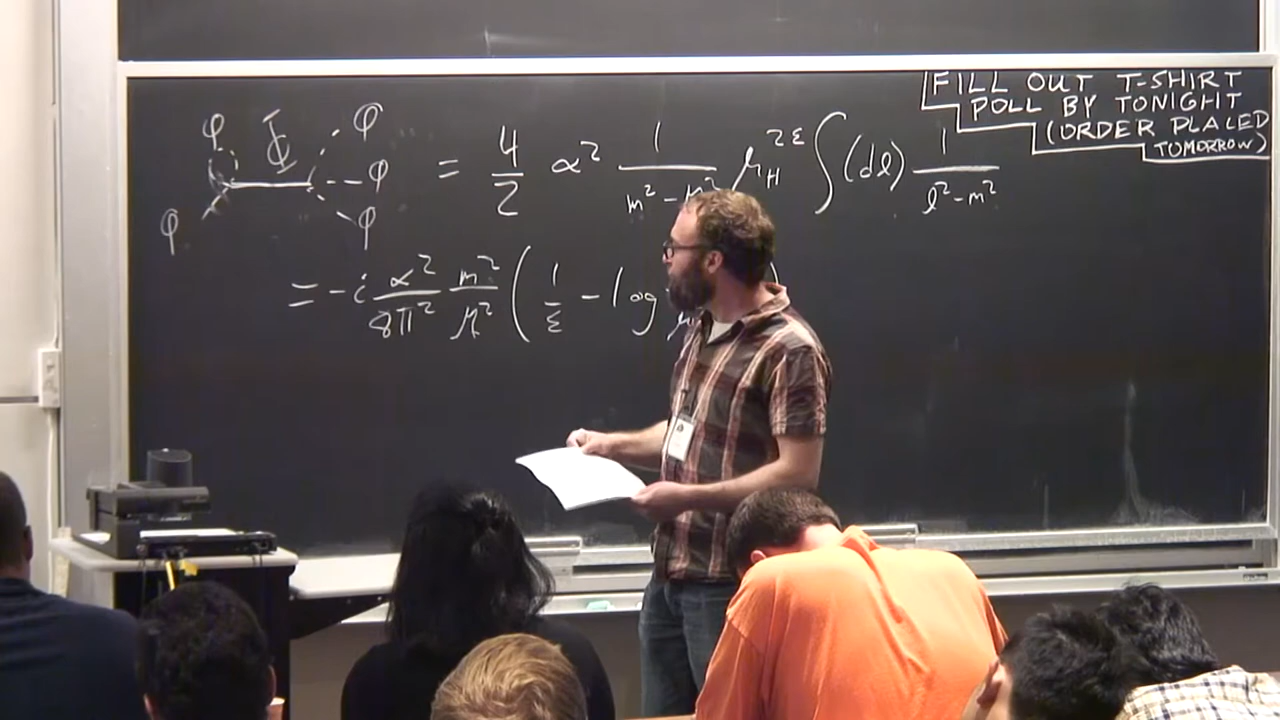 φ Φ φ
φ
φ φ
= 4/2 α² 1/(m² - M²) μ_H^{2ε} ∫ (dl) 1/(l² - m²)
= -i α²/8π² m²/M² ( 1/ε - log
FILL OUT T-SHIRT
POLL BY TONIGHT
(ORDER PLALED
TOMORROW)